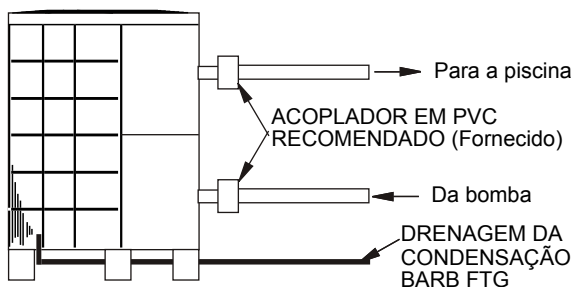 Para a piscina
ACOPLADOR EM PVC
RECOMENDADO (Fornecido)
Da bomba
DRENAGEM DA
CONDENSAÇÃO
BARB FTG